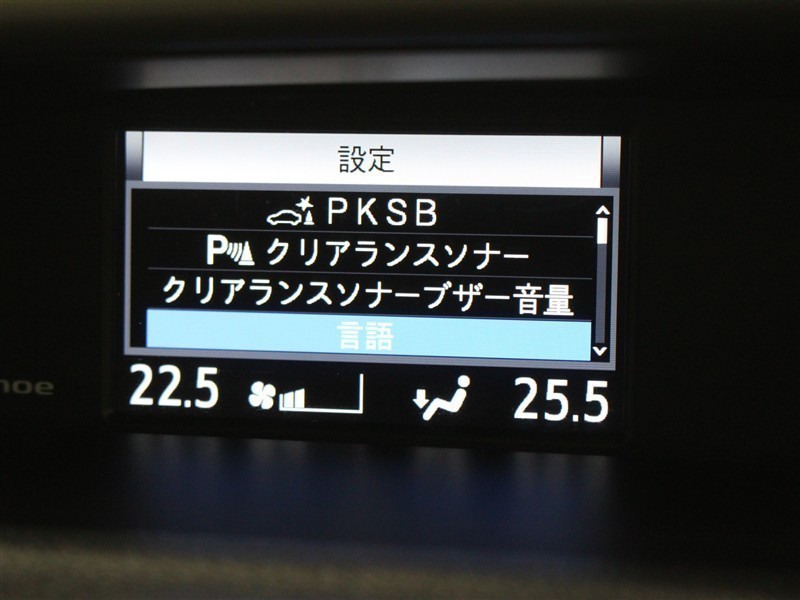 設定
PKSB
P クリアランスソナー
クリアランスソナーブザー音量
言語
22.5 25.5